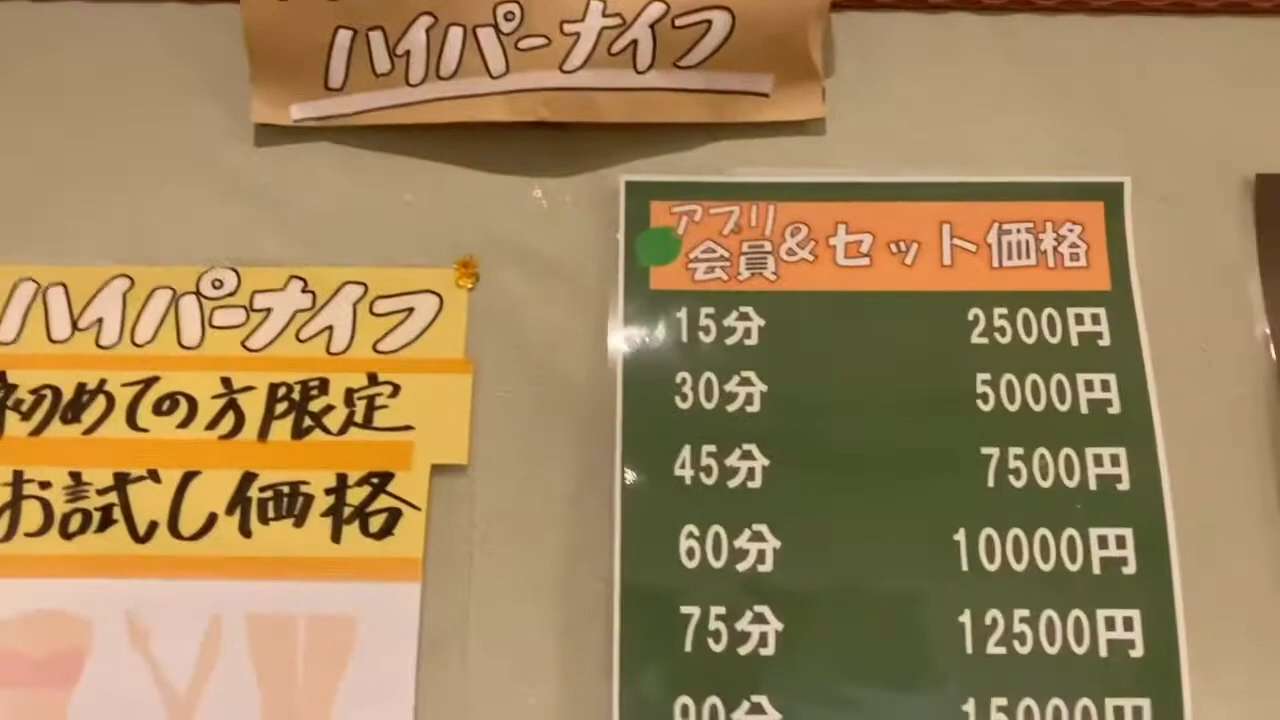 ハイパーナイフ
ハイパーナイフ
初めての方限定
お試し価格
アプリ
会員&セット価格
15分 2500円
30分 5000円
45分 7500円
60分 10000円
75分 12500円
90分 15000円